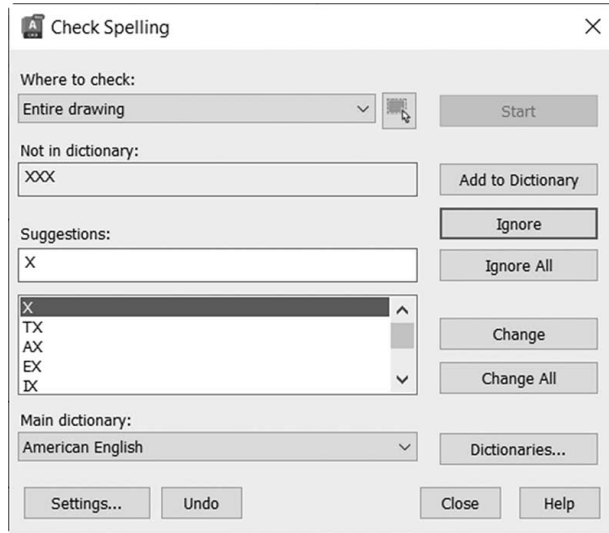 Check Spelling
Where to check:
Entire drawing
Start
Not in dictionary:
XXX
Add to Dictionary
Ignore
Suggestions:
X
Ignore All
X
TX
AX
EX
IX
Change
Change All
Main dictionary:
American English
Dictionaries...
Settings...
Undo
Close
Help